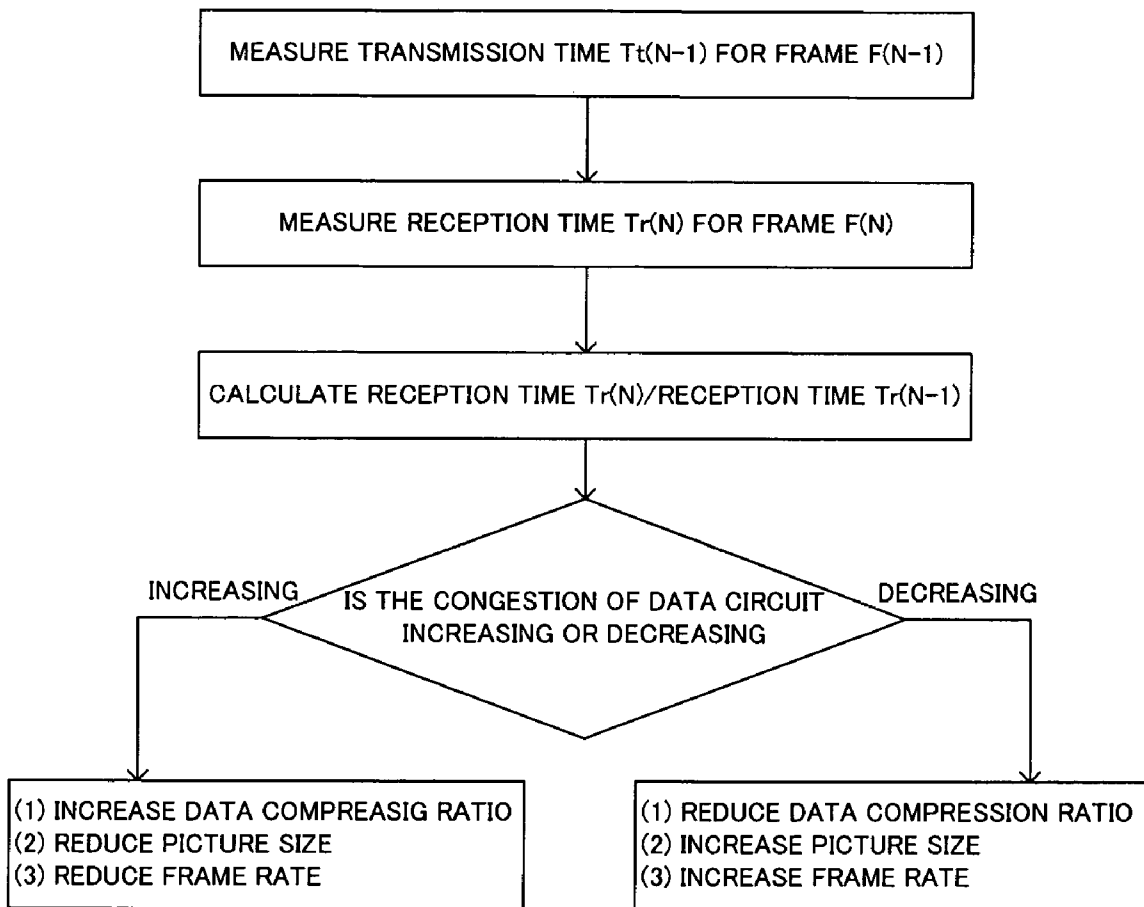 MEASURE TRANSMISSION TIME Tt(N-1) FOR FRAME F(N-1)
MEASURE RECEPTION TIME Tr(N) FOR FRAME F(N)
CALCULATE RECEPTION TIME Tr(N)/RECEPTION TIME Tr(N-1)
INCREASING
IS THE CONGESTION OF DATA CIRCUIT
INCREASING OR DECREASING
DECREASING
(1) INCREASE DATA COMPREASIG RATIO
(2) REDUCE PICTURE SIZE
(3) REDUCE FRAME RATE
(1) REDUCE DATA COMPRESSION RATIO
(2) INCREASE PICTURE SIZE
(3) INCREASE FRAME RATE